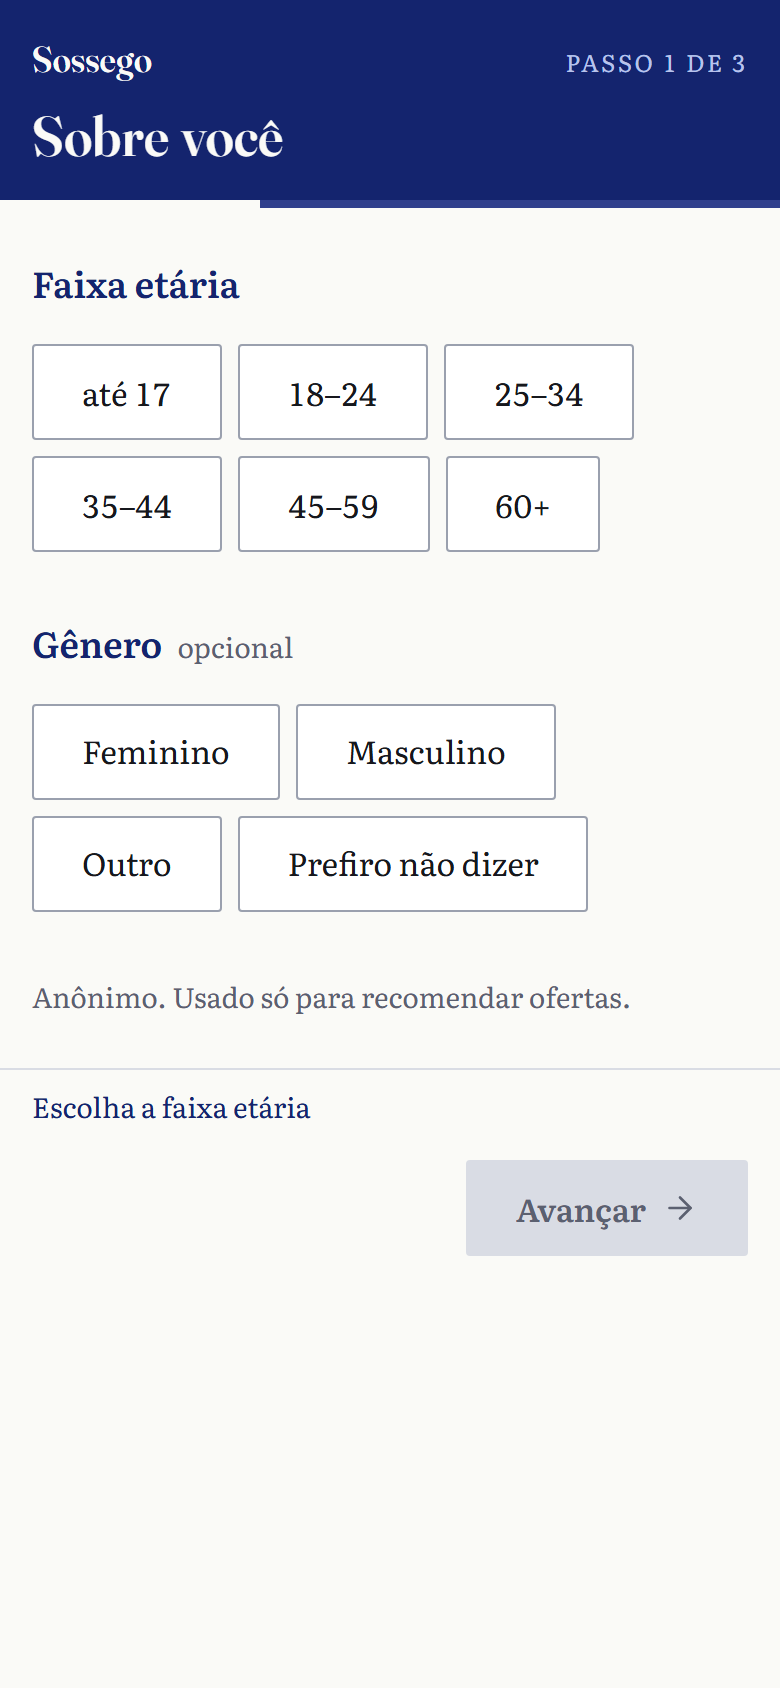 Sossego
PASSO 1 DE 3
Sobre você
Faixa etária
até 17
18–24
25–34
35–44
45–59
60+
Gênero opcional
Feminino
Masculino
Outro
Prefiro não dizer
Anônimo. Usado só para recomendar ofertas.
Escolha a faixa etária
Avançar →